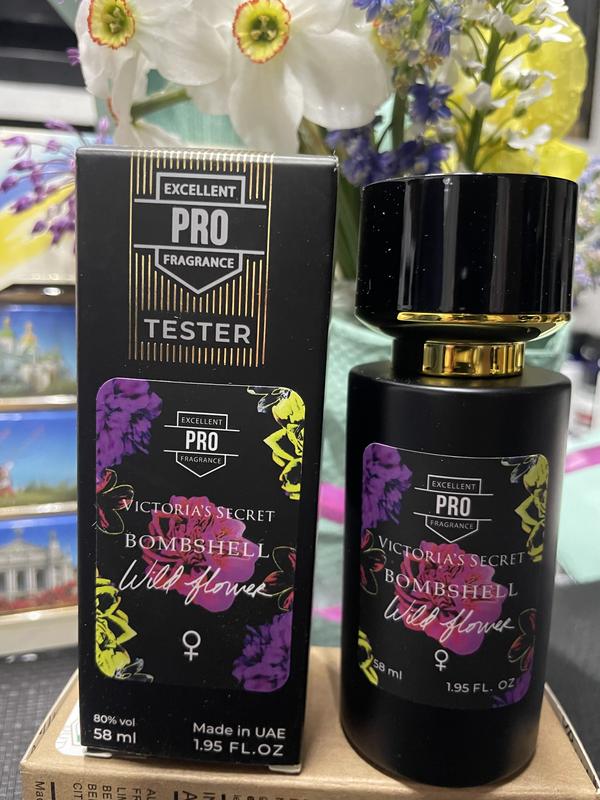 EXCELLENT
PRO
FRAGRANCE
TESTER
EXCELLENT
PRO
FRAGRANCE
VICTORIA'S SECRET
BOMBSHELL
Wild flower
80% vol
58 ml
Made in UAE
1.95 FL.OZ
EXCELLENT
PRO
FRAGRANCE
VICTORIA'S SECRET
BOMBSHELL
Wild flower
58 ml
1.95 FL. OZ